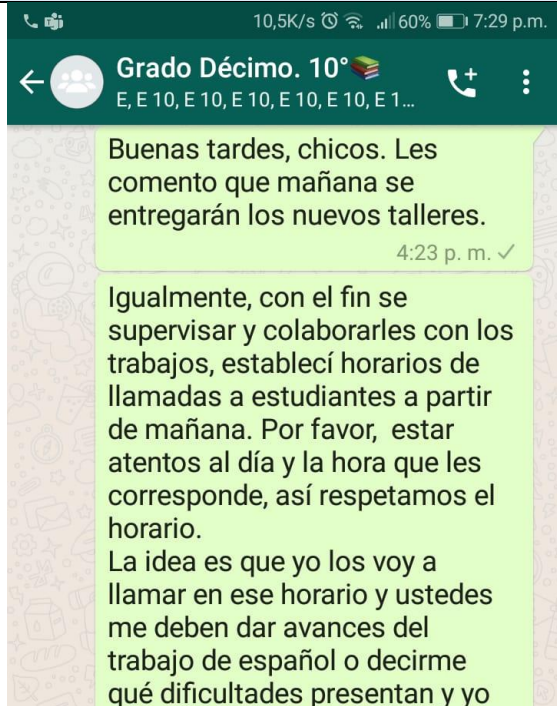 10,5K/s 60% 7:29 p.m.
Grado Décimo. 10°
E, E 10, E 10, E 10, E 10, E 10, E 1...
Buenas tardes, chicos. Les
comento que mañana se
entregarán los nuevos talleres.
4:23 p. m.
Igualmente, con el fin se
supervisar y colaborarles con los
trabajos, establecí horarios de
llamadas a estudiantes a partir
de mañana. Por favor, estar
atentos al día y la hora que les
corresponde, así respetamos el
horario.
La idea es que yo los voy a
llamar en ese horario y ustedes
me deben dar avances del
trabajo de español o decirme
qué dificultades presentan y yo